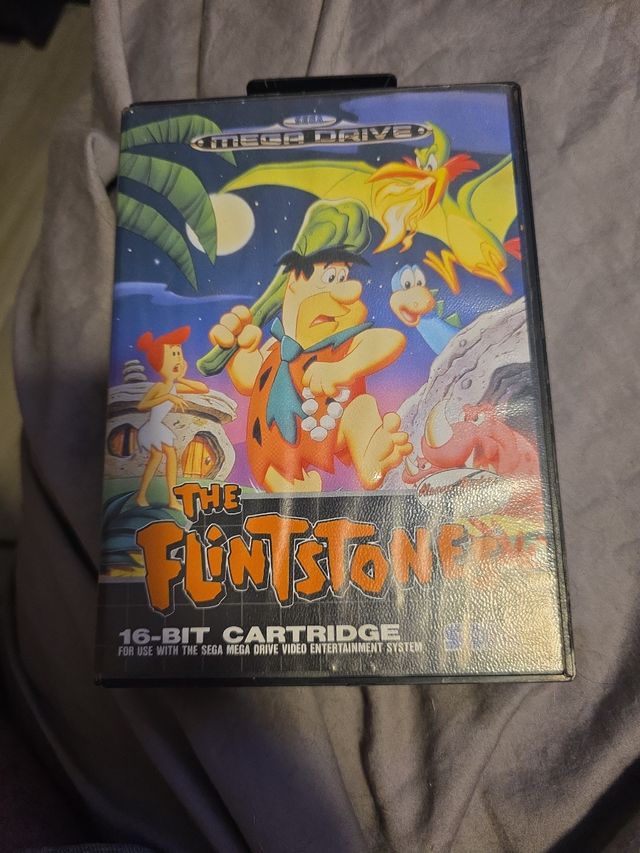 SEGA
MEGA DRIVE
THE
FLiNTSTONES
16-BIT CARTRIDGE
FOR USE WITH THE SEGA MEGA DRIVE VIDEO ENTERTAINMENT SYSTEM